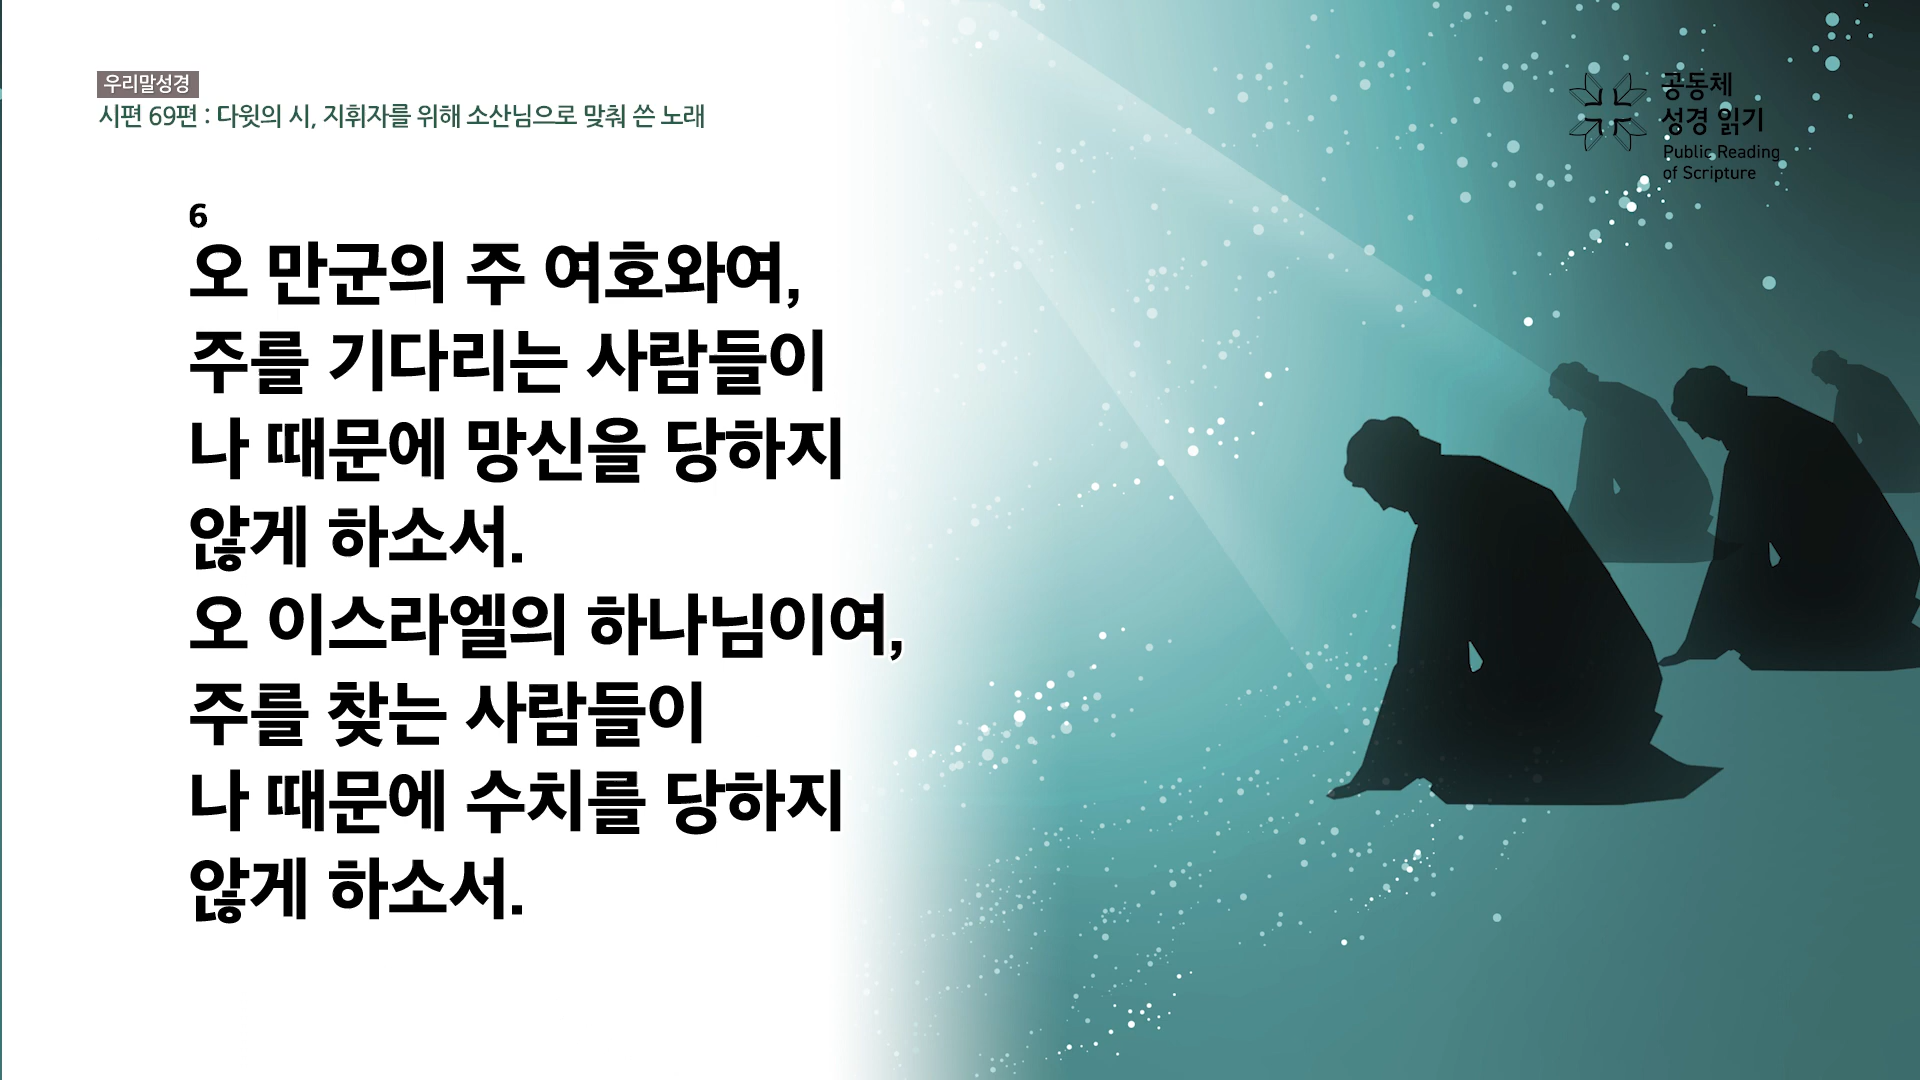 우리말성경
시편 69편 : 다윗의 시, 지휘자를 위해 소산님으로 맞춰 쓴 노래
공동체
성경 읽기
Public Reading
of Scripture
6
오 만군의 주 여호와여,
주를 기다리는 사람들이
나 때문에 망신을 당하지
않게 하소서.
오 이스라엘의 하나님이여,
주를 찾는 사람들이
나 때문에 수치를 당하지
않게 하소서.